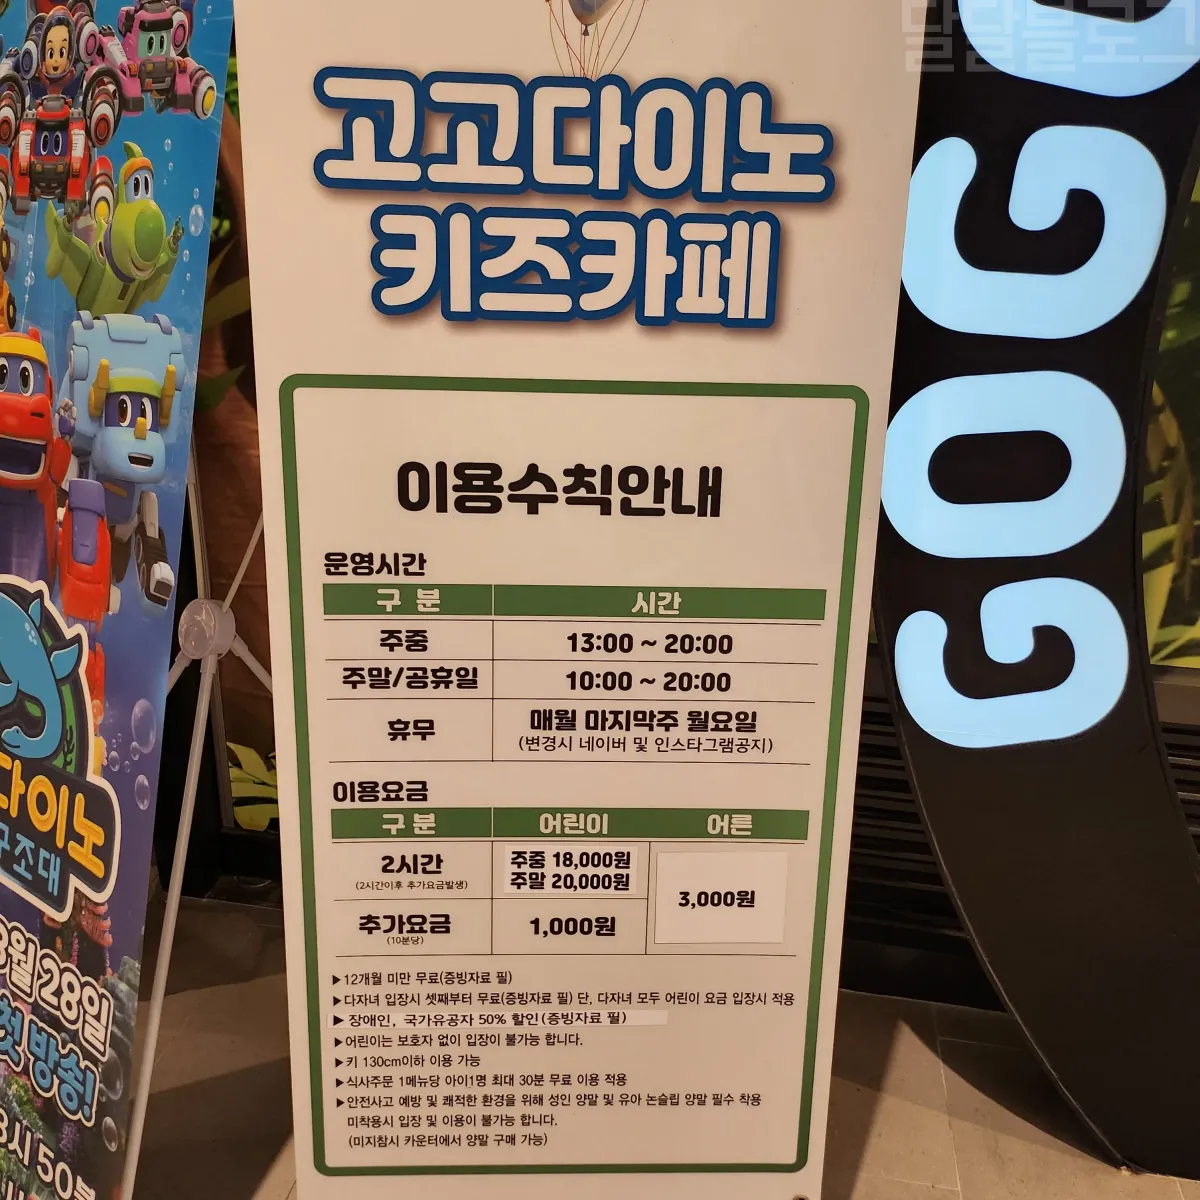 달달블로그
고고다이노
키즈카페
GOGO
이용수칙안내
운영시간
구 분 시간
주중 13:00 ~ 20:00
주말/공휴일 10:00 ~ 20:00
휴무 매월 마지막주 월요일
(변경시 네이버 및 인스타그램공지)
이용요금
구 분 어린이 어른
2시간 주중 18,000원
(2시간이후 추가요금발생) 주말 20,000원
3,000원
추가요금 1,000원
(10분당)
▶12개월 미만 무료(증빙자료 필)
▶다자녀 입장시 셋째부터 무료(증빙자료 필) 단, 다자녀 모두 어린이 요금 입장시 적용
▶ 장애인, 국가유공자 50% 할인(증빙자료 필)
▶어린이는 보호자 없이 입장이 불가능 합니다.
▶키 130cm이하 이용 가능
▶식사주문 1메뉴당 아이1명 최대 30분 무료 이용 적용
▶안전사고 예방 및 쾌적한 환경을 위해 성인 양말 및 유아 논슬립 양말 필수 착용
미착용시 입장 및 이용이 불가능 합니다.
(미지참시 카운터에서 양말 구매 가능)
다이노
구조대
8월 28일
첫 방송!
8시 50분